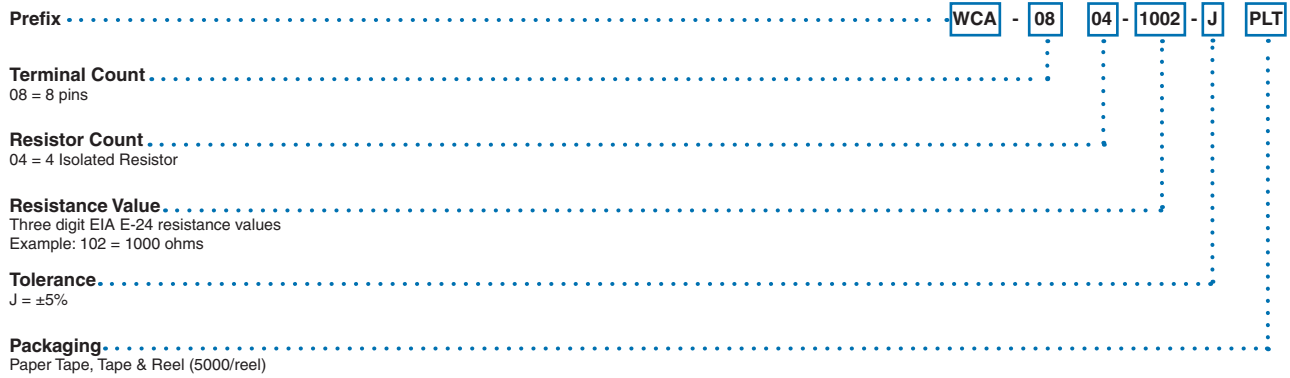 Prefix WCA - 08 04 - 1002 - J PLT
Terminal Count
08 = 8 pins
Resistor Count
04 = 4 Isolated Resistor
Resistance Value
Three digit EIA E-24 resistance values
Example: 102 = 1000 ohms
Tolerance
J = ±5%
Packaging
Paper Tape, Tape & Reel (5000/reel)